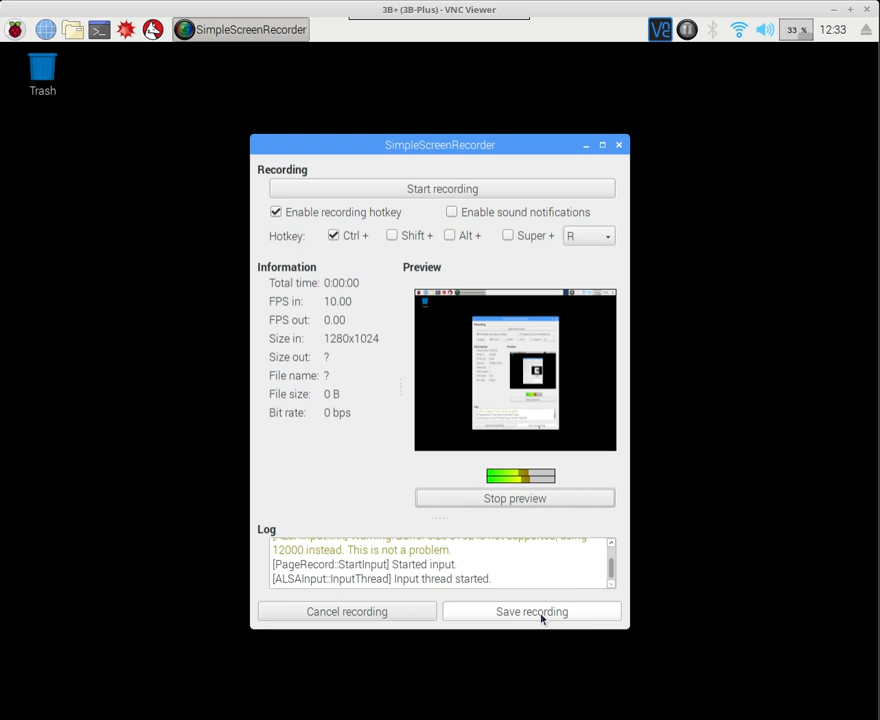 3B+ (3B-Plus) - VNC Viewer
SimpleScreenRecorder
33 %
12:33
Trash
SimpleScreenRecorder
Recording
Start recording
Enable recording hotkey
Enable sound notifications
Hotkey: Ctrl + Shift + Alt + Super + R
Information
Preview
Total time: 0:00:00
FPS in: 10.00
FPS out: 0.00
Size in: 1280x1024
Size out: ?
File name: ?
File size: 0 B
Bit rate: 0 bps
Stop preview
Log
12000 instead. This is not a problem.
[PageRecord::StartInput] Started input.
[ALSAInput::InputThread] Input thread started.
Cancel recording
Save recording